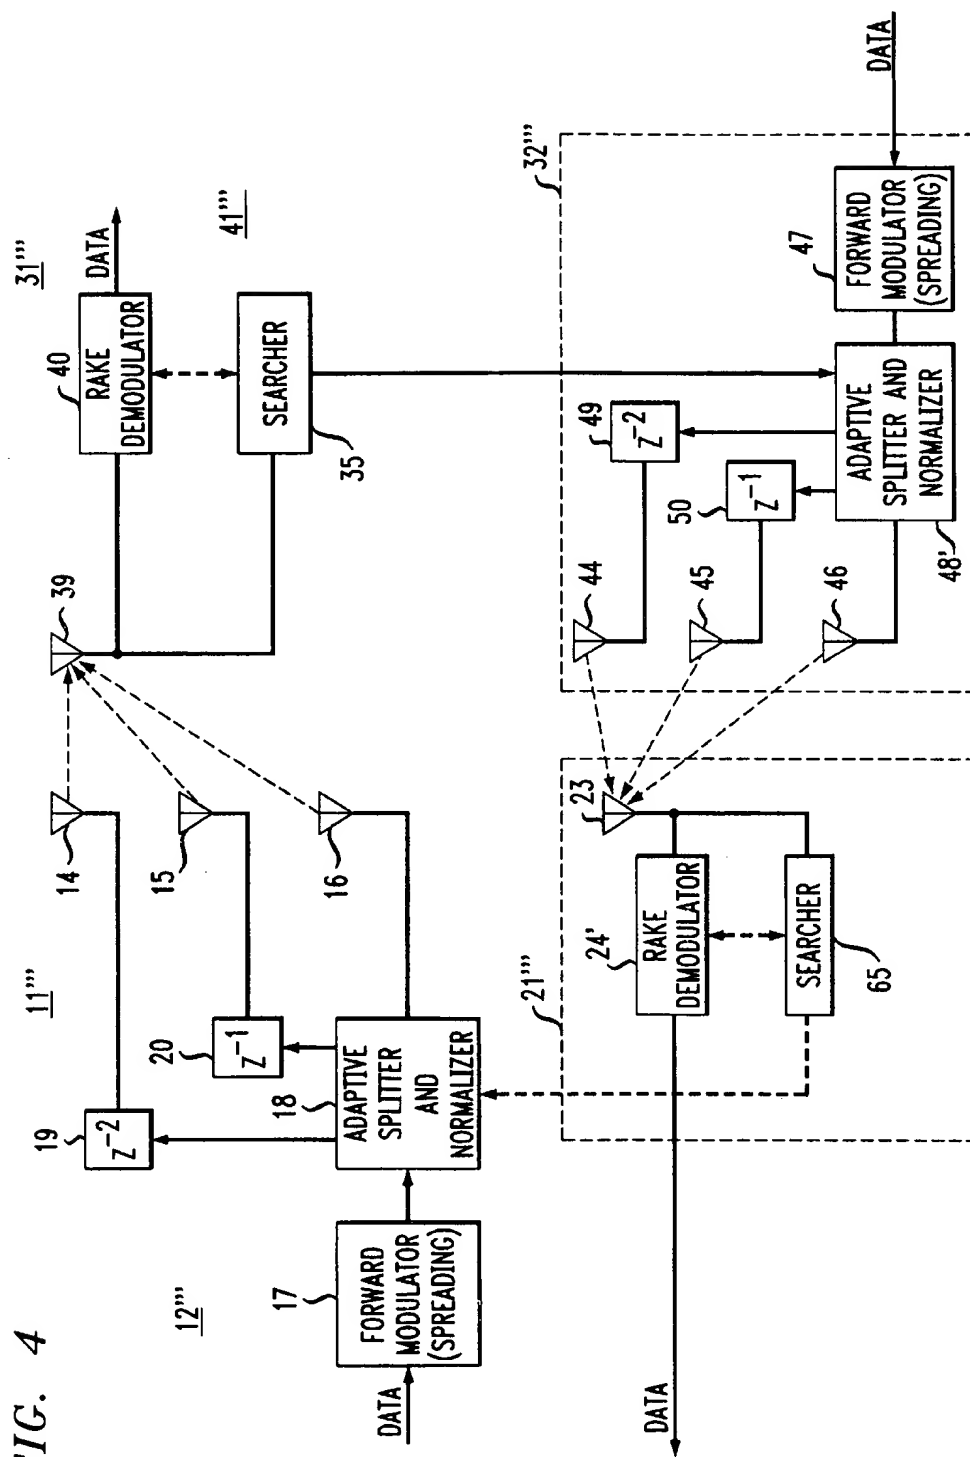 FIG. 4
12'''
11'''
DATA
17
FORWARD
MODULATOR
(SPREADING)
18
ADAPTIVE
SPLITTER
AND
NORMALIZER
19
Z⁻²
20
Z⁻¹
14
15
16
39
31'''
40
RAKE
DEMODULATOR
DATA
41'''
SEARCHER
35
21'''
DATA
24'
RAKE
DEMODULATOR
23
SEARCHER
65
32'''
44
45
46
49
Z⁻²
50
Z⁻¹
ADAPTIVE
SPLITTER AND
NORMALIZER
48'
47
FORWARD
MODULATOR
(SPREADING)
DATA